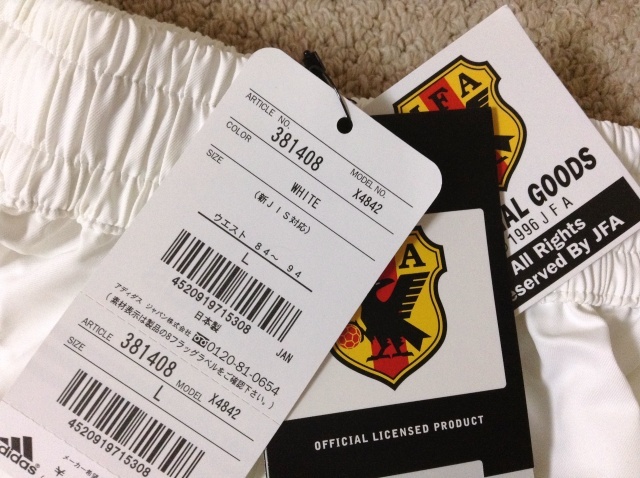 ARTICLE NO.
381408
MODEL NO.
X4842
COLOR
WHITE
SIZE
(新JIS対応)
ウエスト 84～ 94
L
4520919715308
JAN
日本製
アディダス ジャパン株式会社 0120-81-0654
(素材表示は製品のフラッグラベルをご確認下さい。)
ARTICLE
381408
MODEL
X4842
SIZE
L
4520919715308
adidas
JFA
OFFICIAL LICENSED PRODUCT
GOODS
1996 JFA
All Rights
Reserved By JFA